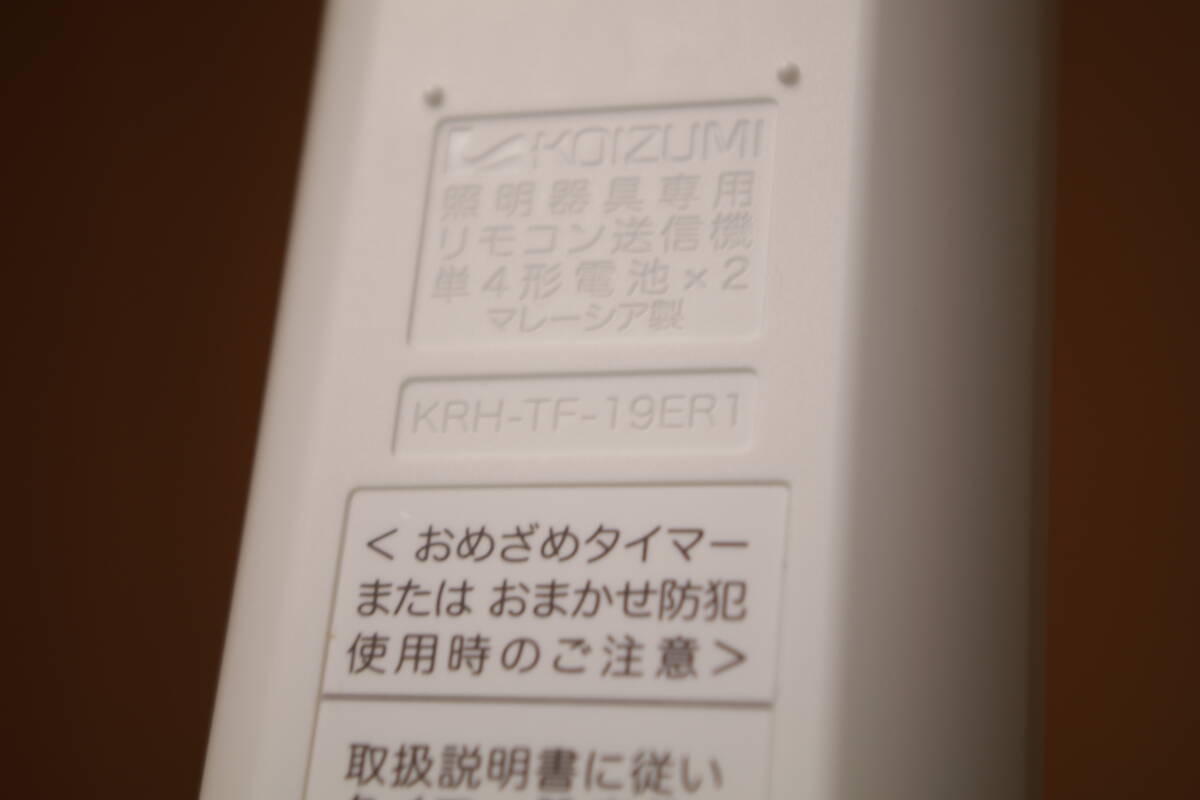 KOIZUMI
照明器具専用
リモコン送信機
単4形電池×2
マレーシア製
KRH-TF-19ER1
＜おめざめタイマー
または おまかせ防犯
使用時のご注意＞
取扱説明書に従い